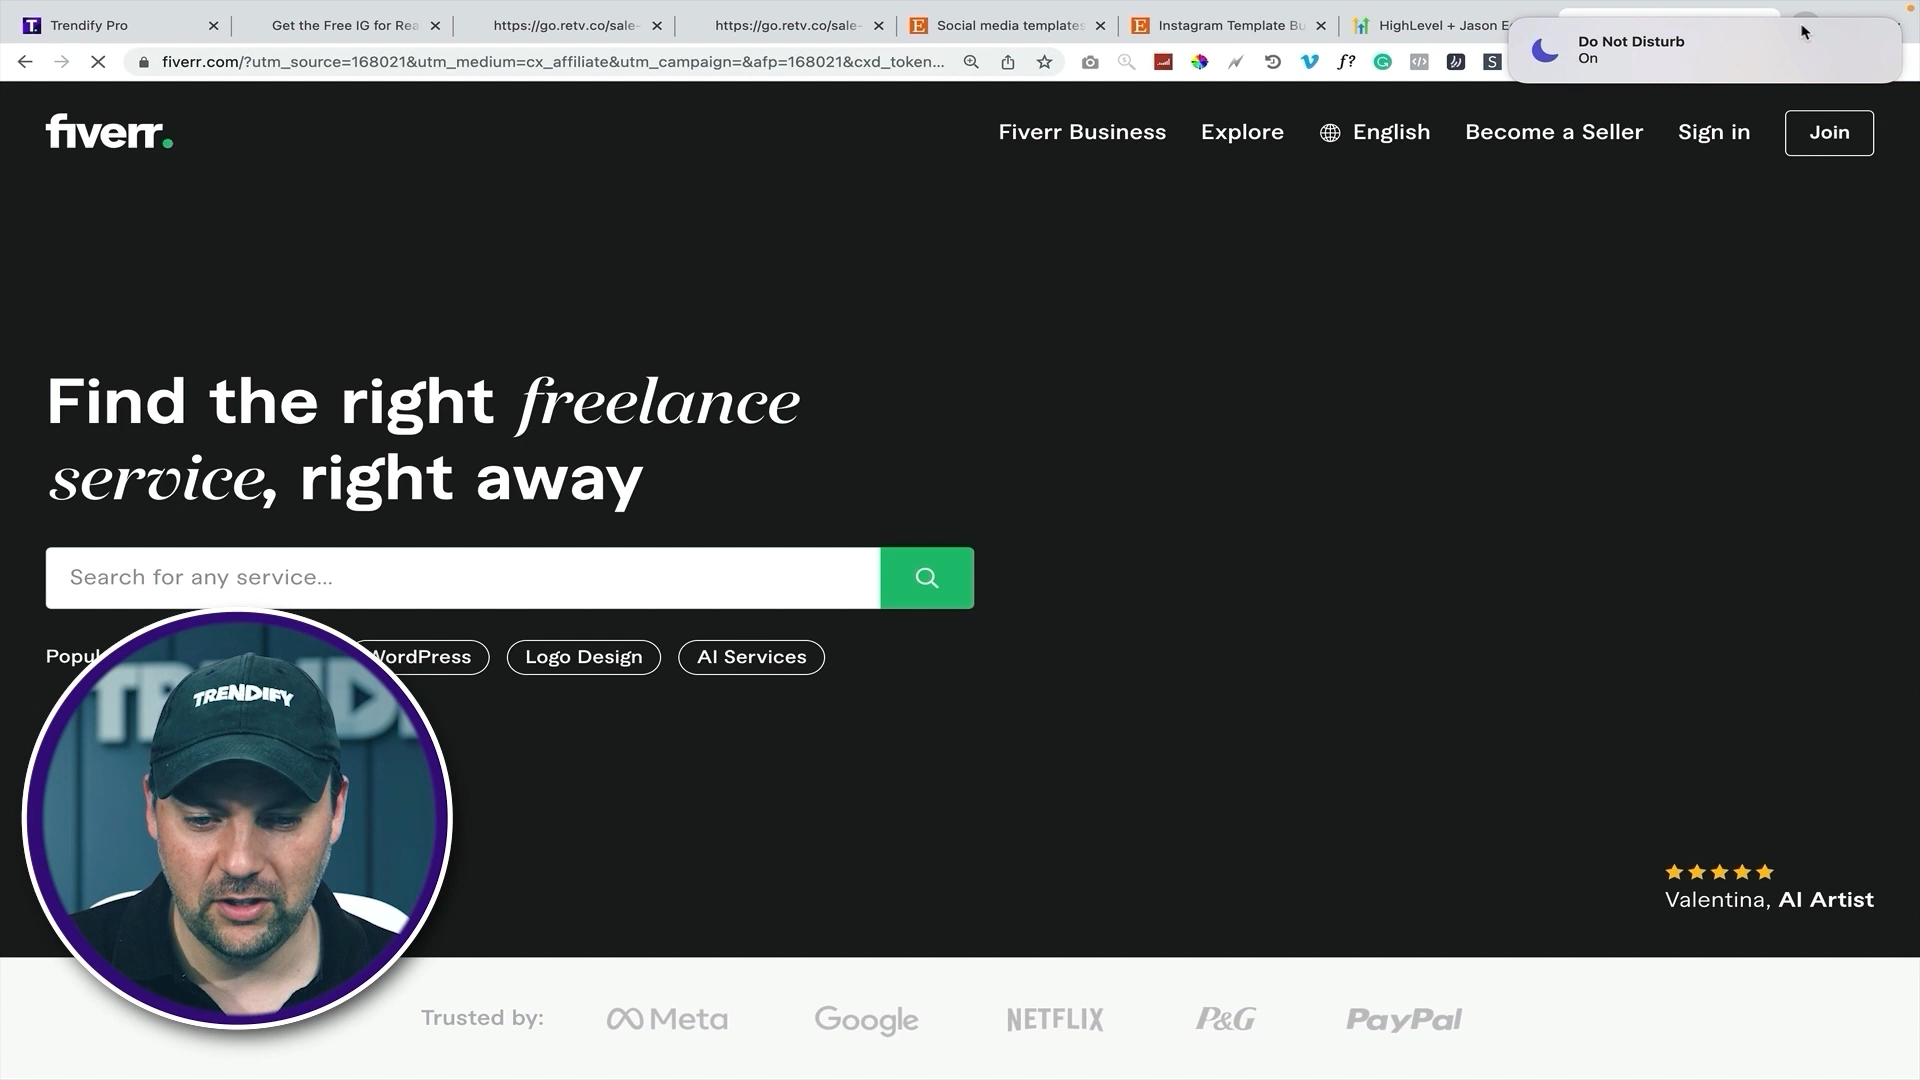 Trendify Pro
Get the Free IG for Rea
https://go.retv.co/sale-
https://go.retv.co/sale-
Social media templates
Instagram Template Bu
HighLevel + Jason E
Do Not Disturb
On
fiverr.com/?utm_source=168021&utm_medium=cx_affiliate&utm_campaign=&afp=168021&cxd_token...
fiverr.
Fiverr Business
Explore
English
Become a Seller
Sign in
Join
Find the right freelance
service, right away
Search for any service...
Popul
WordPress
Logo Design
AI Services
TRENDIFY
Valentina, AI Artist
Trusted by:
Meta
Google
NETFLIX
P&G
PayPal